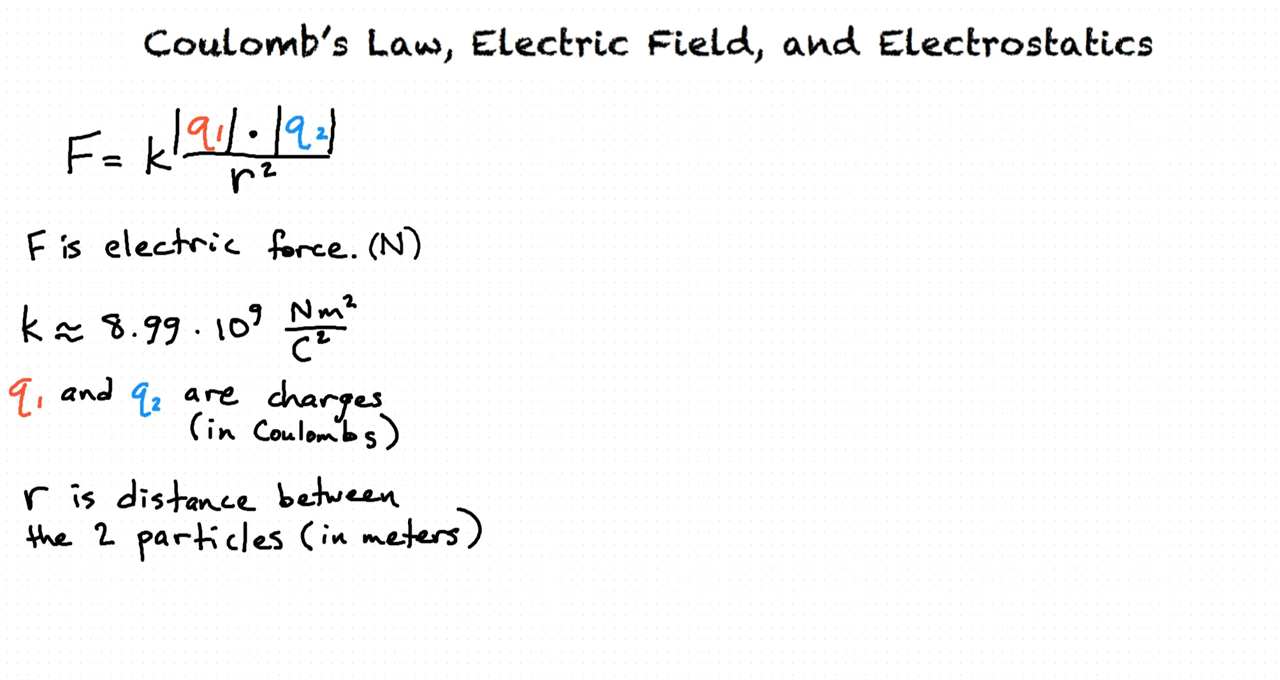 Coulomb's Law, Electric Field, and Electrostatics
F = k |q₁| · |q₂| / r²
F is electric force. (N)
k ≈ 8.99 · 10⁹ Nm² / C²
q₁ and q₂ are charges
(in Coulombs)
r is distance between
the 2 particles (in meters)